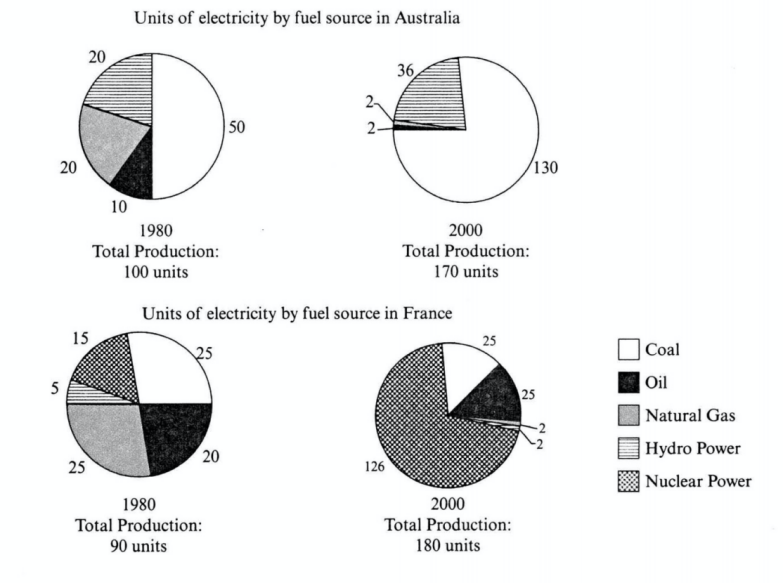 Units of electricity by fuel source in Australia
20
50
20
10
1980
Total Production:
100 units
36
2
2
130
2000
Total Production:
170 units
Units of electricity by fuel source in France
15
25
5
25
20
1980
Total Production:
90 units
25
25
2
2
126
2000
Total Production:
180 units
Coal
Oil
Natural Gas
Hydro Power
Nuclear Power